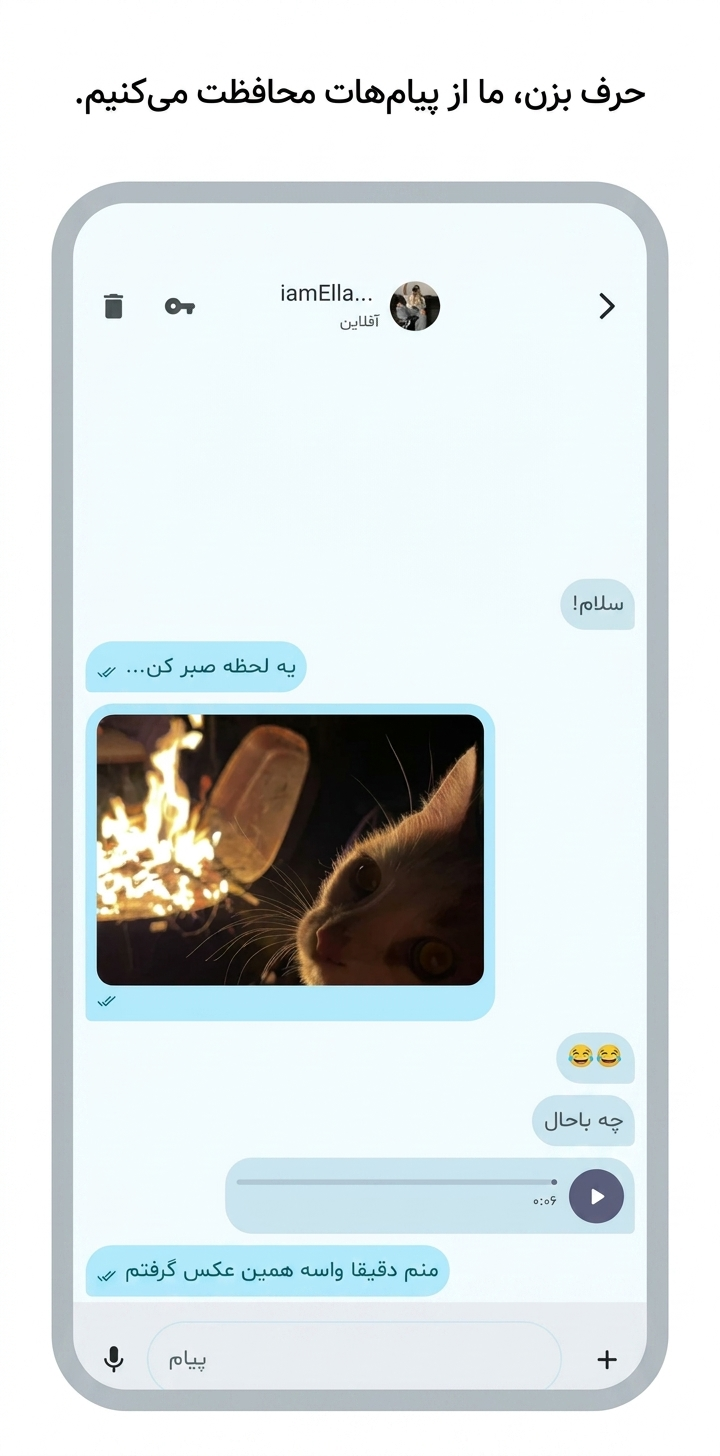 حرف بزن، ما از پیام‌هات محافظت می‌کنیم.
iamElla...
آفلاین
سلام!
یه لحظه صبر کن...
😂😂
چه باحال
۰:۰۶
منم دقیقا واسه همین عکس گرفتم
پیام